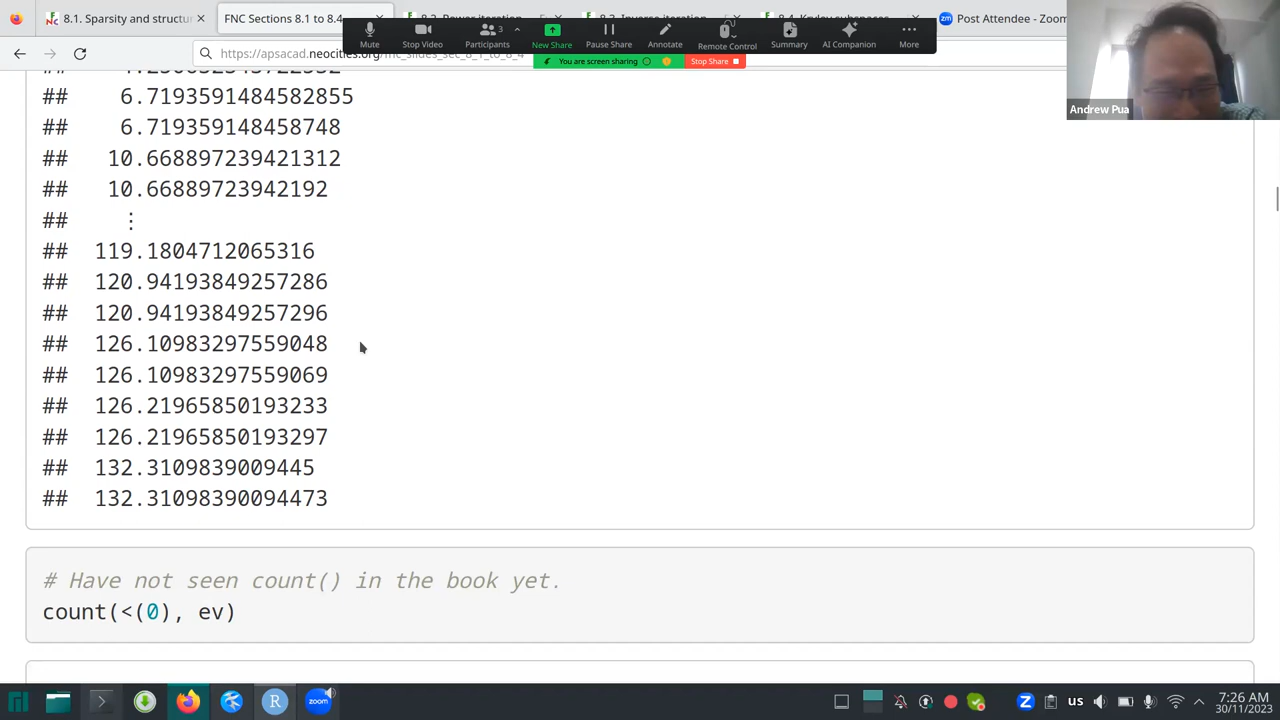 8.1. Sparsity and structu
FNC Sections 8.1 to 8.4
Post Attendee - Zoom
Mute
Stop Video
Participants
3
New Share
Pause Share
Annotate
Remote Control
Summary
AI Companion
More
https://apsacad.neocities.org/fnc_slides_sec_8_1_to_8_4
You are screen sharing
Stop Share
Andrew Pua
## 6.7193591484582855
## 6.719359148458748
## 10.668897239421312
## 10.66889723942192
## ⋮
## 119.1804712065316
## 120.94193849257286
## 120.94193849257296
## 126.10983297559048
## 126.10983297559069
## 126.21965850193233
## 126.21965850193297
## 132.3109839009445
## 132.31098390094473
# Have not seen count() in the book yet.
count(<(0), ev)
us
7:26 AM
30/11/2023